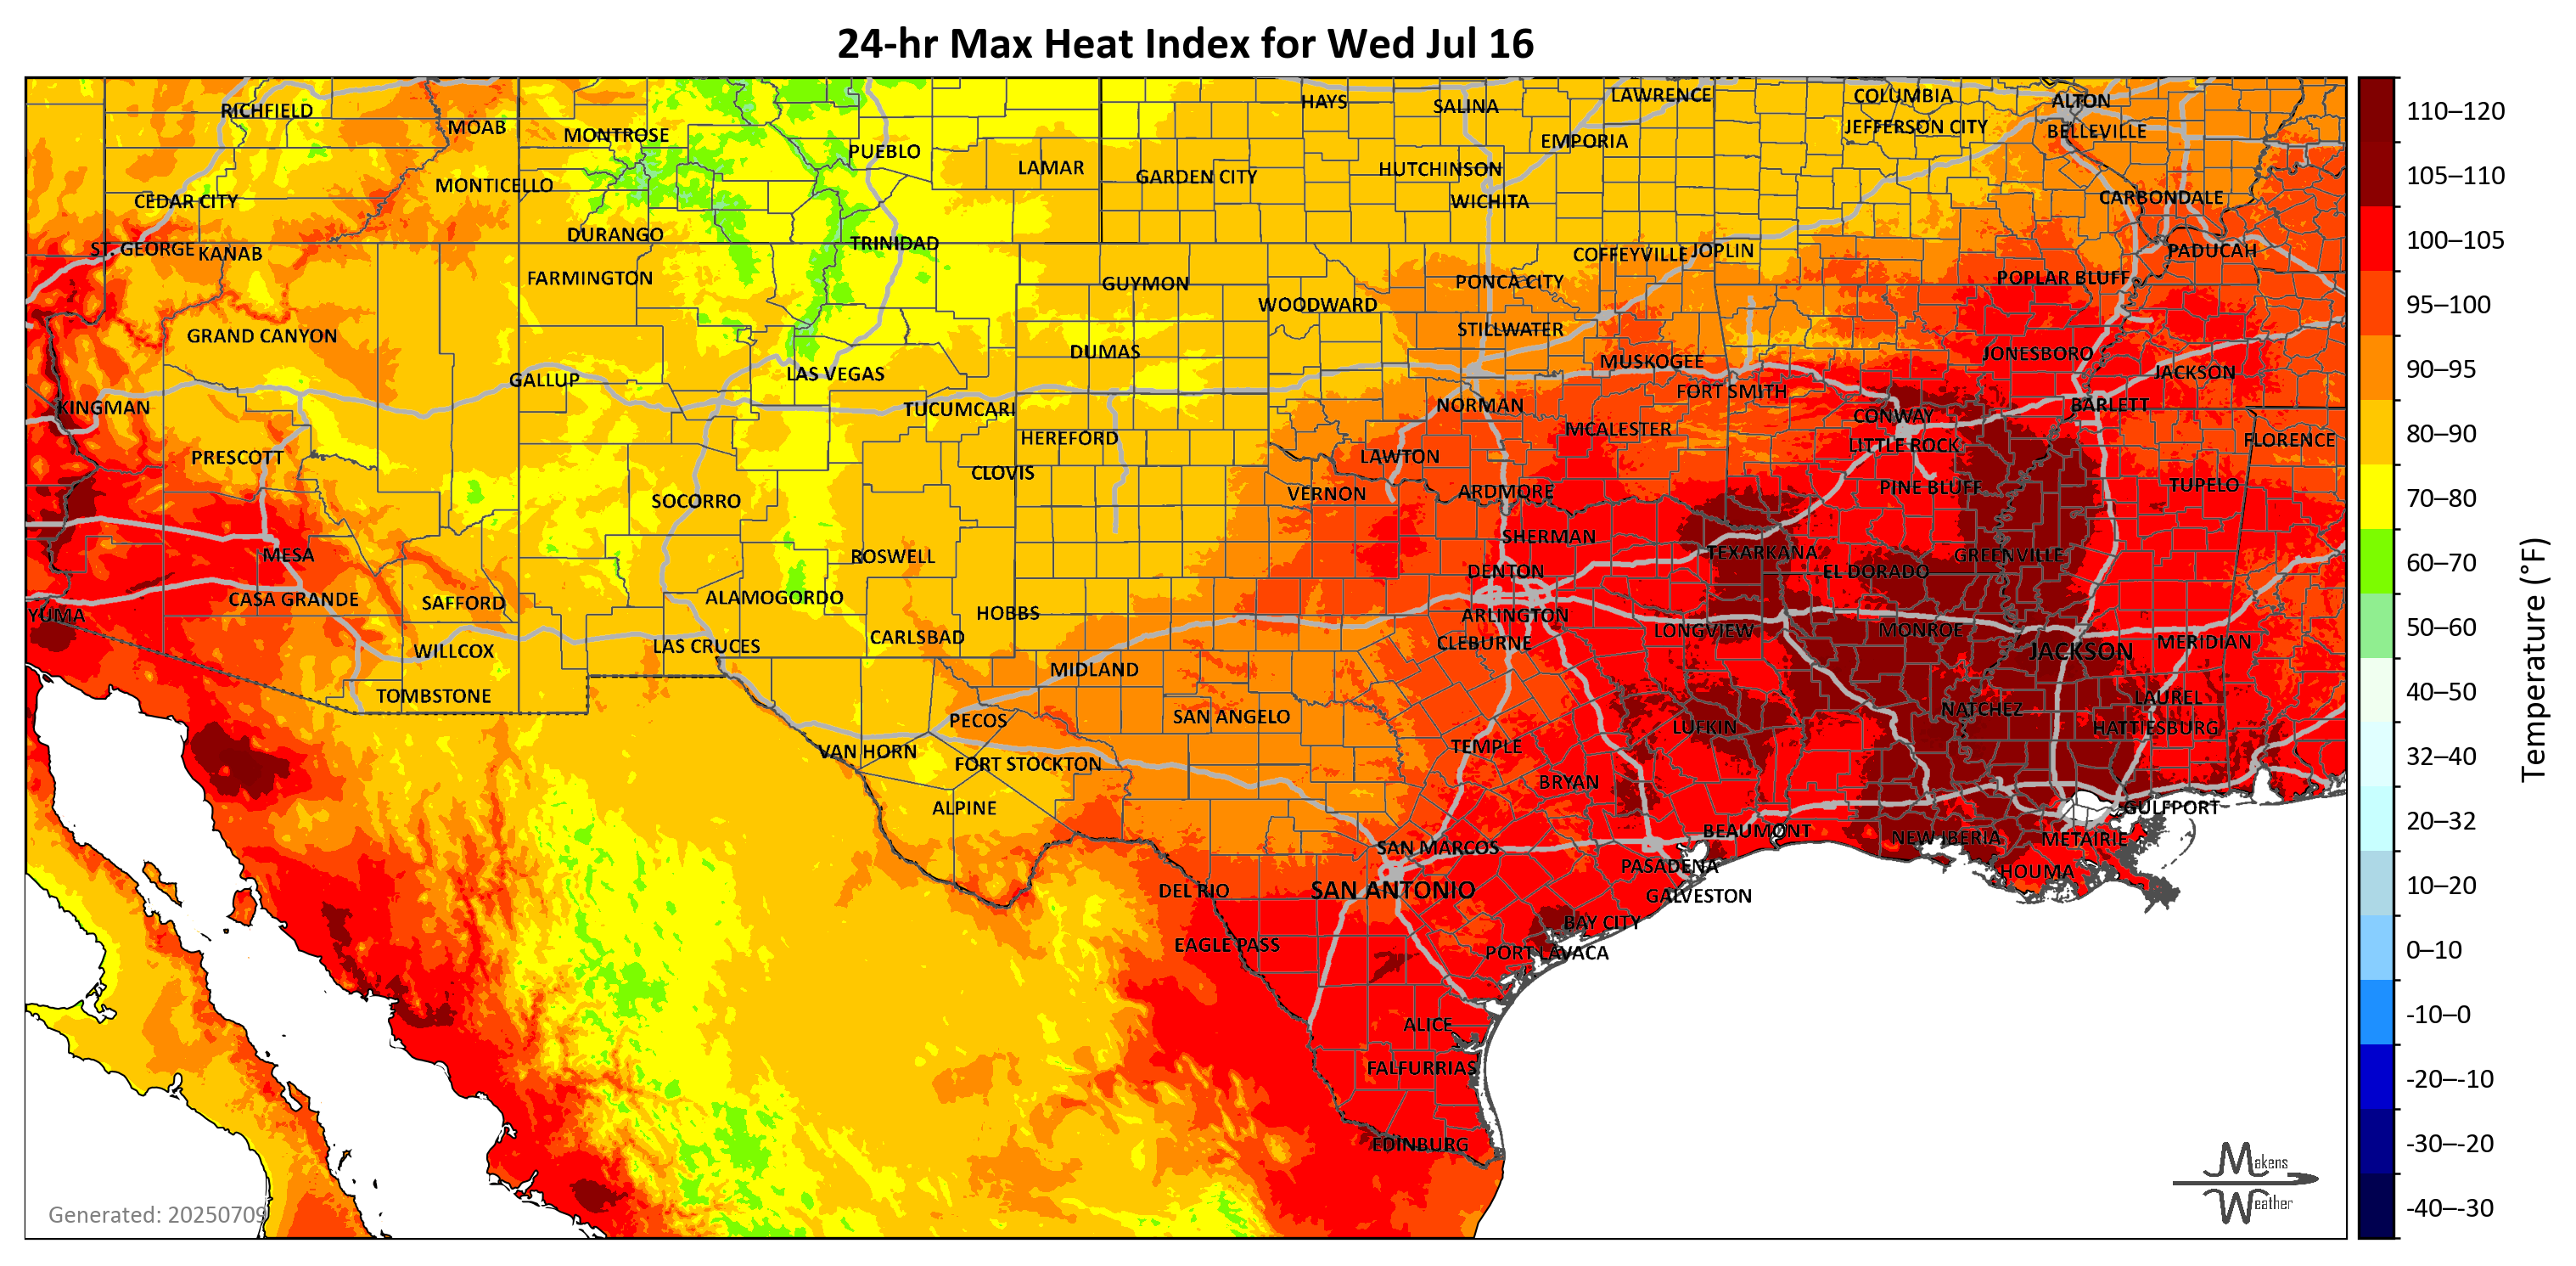 24-hr Max Heat Index for Wed Jul 16
RICHFIELD
MOAB
MONTROSE
PUEBLO
LAMAR
HAYS
SALINA
LAWRENCE
COLUMBIA
ALTON
EMPORIA
JEFFERSON CITY
BELLEVILLE
CEDAR CITY
MONTICELLO
GARDEN CITY
HUTCHINSON
WICHITA
CARBONDALE
ST. GEORGE
KANAB
DURANGO
TRINIDAD
COFFEYVILLE
JOPLIN
PADUCAH
FARMINGTON
GUYMON
WOODWARD
PONCA CITY
POPLAR BLUFF
GRAND CANYON
DUMAS
STILLWATER
MUSKOGEE
JONESBORO
GALLUP
LAS VEGAS
FORT SMITH
JACKSON
KINGMAN
TUCUMCARI
NORMAN
CONWAY
BARLETT
PRESCOTT
HEREFORD
MCALESTER
LITTLE ROCK
FLORENCE
CLOVIS
LAWTON
SOCORRO
VERNON
ARDMORE
PINE BLUFF
TUPELO
MESA
ROSWELL
SHERMAN
TEXARKANA
GREENVILLE
CASA GRANDE
SAFFORD
ALAMOGORDO
HOBBS
DENTON
EL DORADO
YUMA
WILLCOX
LAS CRUCES
CARLSBAD
ARLINGTON
CLEBURNE
LONGVIEW
MONROE
JACKSON
MERIDIAN
TOMBSTONE
MIDLAND
PECOS
SAN ANGELO
LUFKIN
NATCHEZ
LAUREL
HATTIESBURG
VAN HORN
FORT STOCKTON
TEMPLE
BRYAN
ALPINE
GULFPORT
SAN MARCOS
BEAUMONT
NEW IBERIA
METAIRIE
DEL RIO
SAN ANTONIO
PASADENA
GALVESTON
HOUMA
EAGLE PASS
BAY CITY
PORT LAVACA
ALICE
FALFURRIAS
EDINBURG
Generated: 20250709
Makens
Weather
110–120
105–110
100–105
95–100
90–95
80–90
70–80
60–70
50–60
40–50
32–40
20–32
10–20
0–10
-10–0
-20–-10
-30–-20
-40–-30
Temperature (°F)